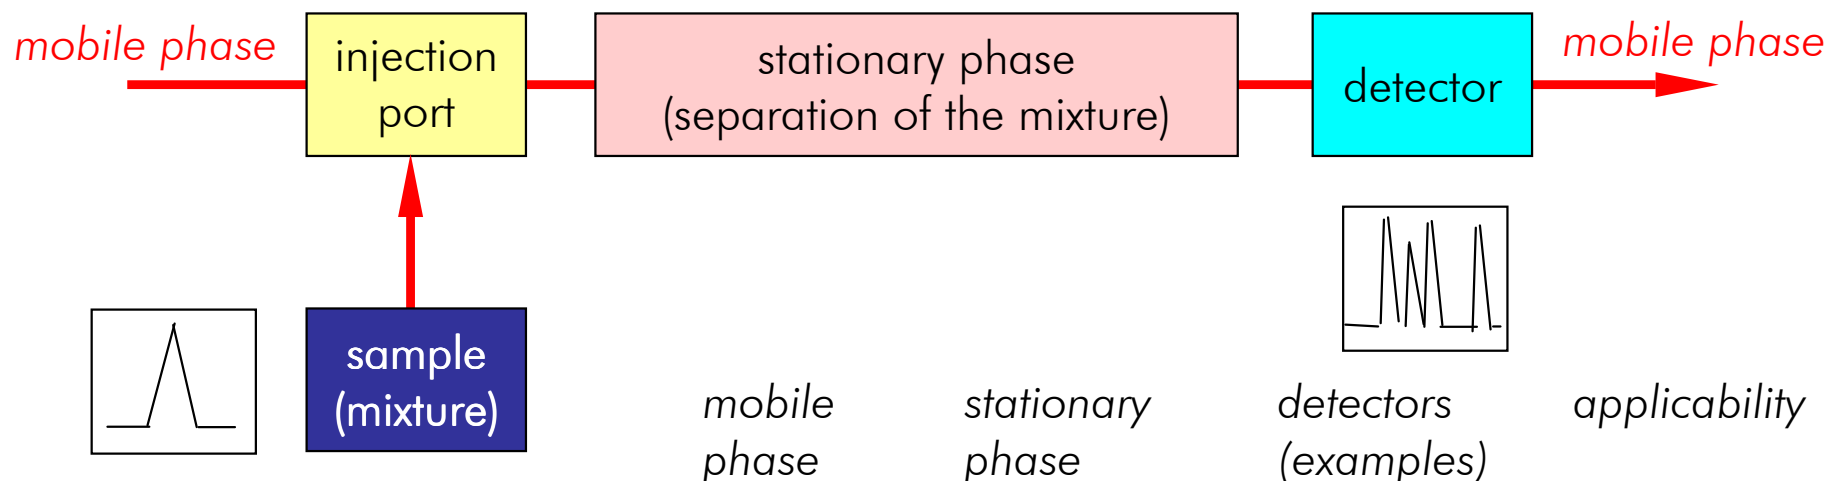 mobile phase
injection
port
stationary phase
(separation of the mixture)
detector
mobile phase
sample
(mixture)
mobile
phase
stationary
phase
detectors
(examples)
applicability